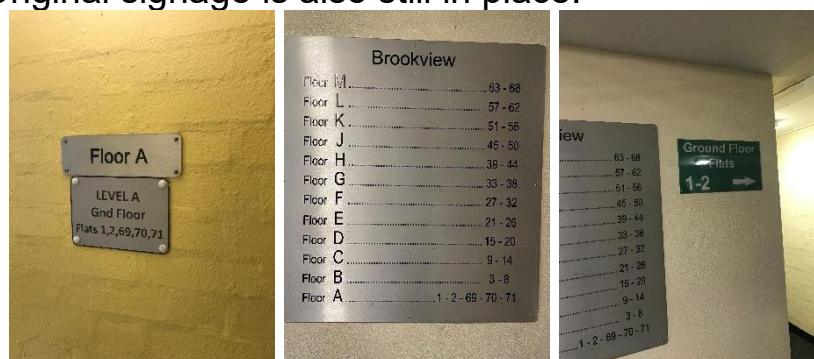 original signage is also still in place.
Floor A
LEVEL A
Gnd Floor
Flats 1,2,69,70,71
Brookview
Floor M 63 - 68
Floor L 57 - 62
Floor K 51 - 56
Floor J 45 - 50
Floor H 39 - 44
Floor G 33 - 38
Floor F 27 - 32
Floor E 21 - 26
Floor D 15 - 20
Floor C 9 - 14
Floor B 3 - 8
Floor A 1 - 2 - 69 - 70 - 71
iew
63 - 68
57 - 62
51 - 56
45 - 50
39 - 44
33 - 38
27 - 32
21 - 26
15 - 20
9 - 14
3 - 8
1 - 2 - 69 - 70 - 71
Ground Floor
Flats
1-2